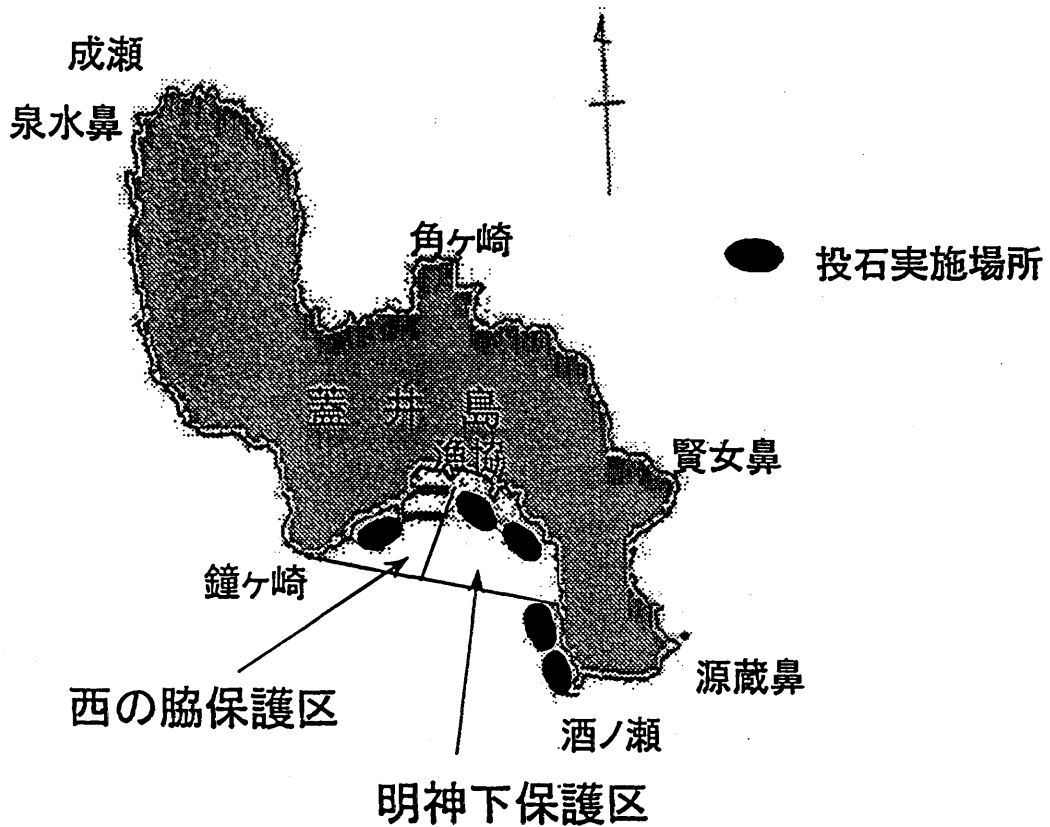 成瀬
泉水鼻
角ヶ崎
投石実施場所
蓋井島
漁協
賢女鼻
鐘ヶ崎
西の脇保護区
源蔵鼻
酒ノ瀬
明神下保護区